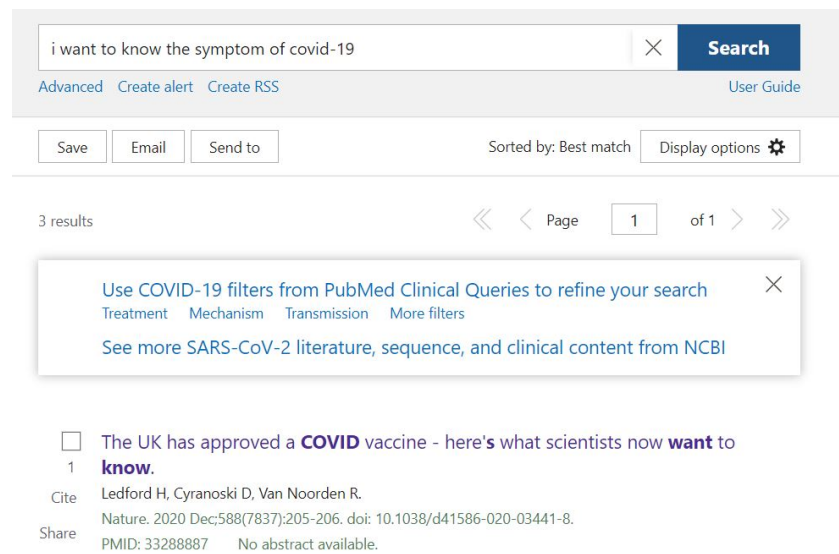 i want to know the symptom of covid-19
Search
Advanced Create alert Create RSS User Guide
Save Email Send to Sorted by: Best match Display options
3 results Page 1 of 1
Use COVID-19 filters from PubMed Clinical Queries to refine your search
Treatment Mechanism Transmission More filters
See more SARS-CoV-2 literature, sequence, and clinical content from NCBI
The UK has approved a COVID vaccine - here's what scientists now want to
know.
1
Cite
Share
Ledford H, Cyranoski D, Van Noorden R.
Nature. 2020 Dec;588(7837):205-206. doi: 10.1038/d41586-020-03441-8.
PMID: 33288887 No abstract available.